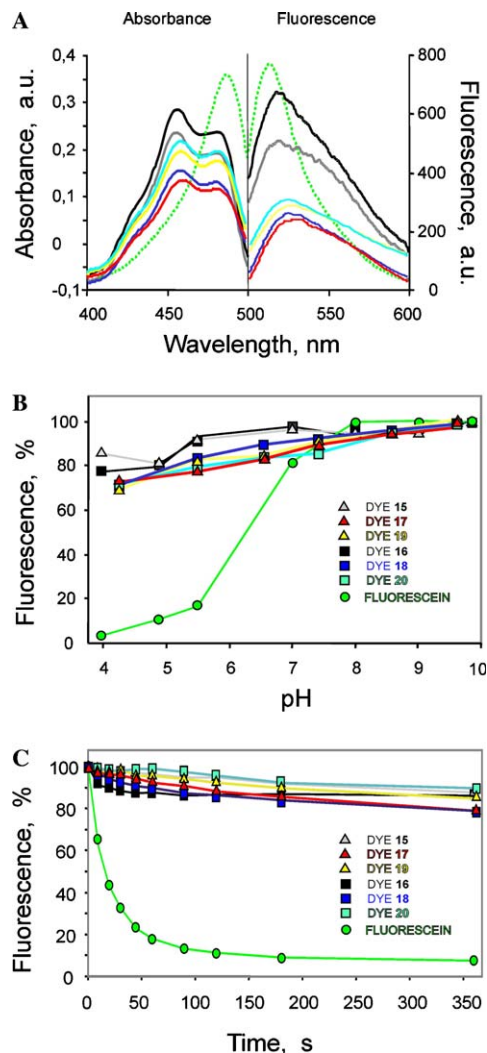 A
Absorbance
Fluorescence
0,4
0,3
0,2
0,1
0
-0,1
Absorbance, a.u.
800
600
400
200
0
Fluorescence, a.u.
400 450 500 550 600
Wavelength, nm
B
100
80
60
40
20
0
Fluorescence, %
DYE 15
DYE 17
DYE 19
DYE 16
DYE 18
DYE 20
FLUORESCEIN
4 5 6 7 8 9 10
pH
C
100
80
60
40
20
0
Fluorescence, %
DYE 15
DYE 17
DYE 19
DYE 16
DYE 18
DYE 20
FLUORESCEIN
0 50 100 150 200 250 300 350
Time, s